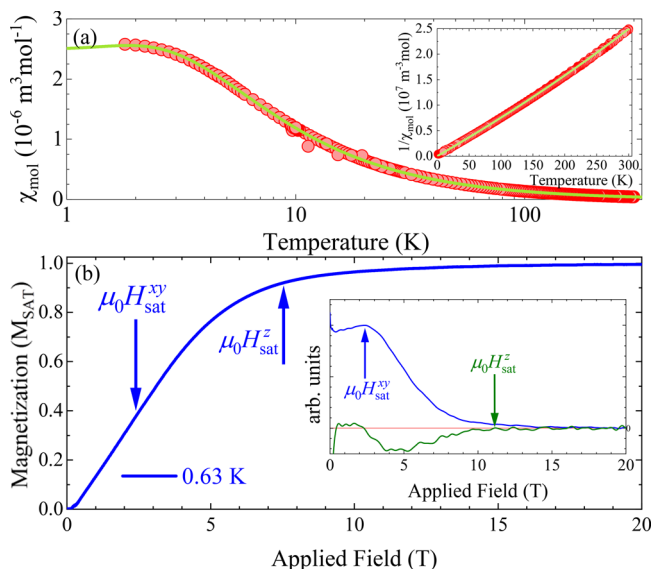 (a)
χmol (10⁻⁶ m³mol⁻¹)
3
2
1
0
1
10
100
Temperature (K)
1/χmol (10⁷ m⁻³mol)
2.5
2.0
1.5
1.0
0.5
0.0
0 50 100 150 200 250 300
Temperature (K)
(b)
Magnetization (MSAT)
1.0
0.8
0.6
0.4
0.2
0.0
μ₀Hsatˣʸ
μ₀Hsatᶻ
0.63 K
0 5 10 15 20
Applied Field (T)
arb. units
μ₀Hsatˣʸ
μ₀Hsatᶻ
0
0 5 10 15 20
Applied Field (T)